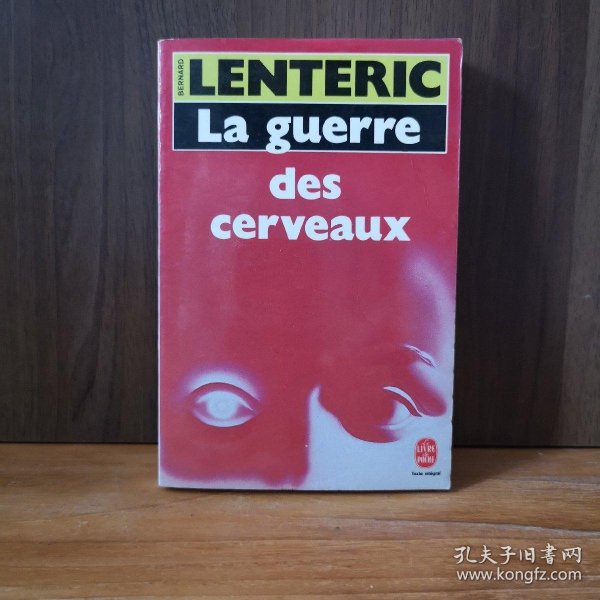 BERNARD
LENTERIC
La guerre
des
cerveaux
LE
LIVRE
DE
POCHE
Texte intégral
孔夫子旧书网
www.kongfz.com